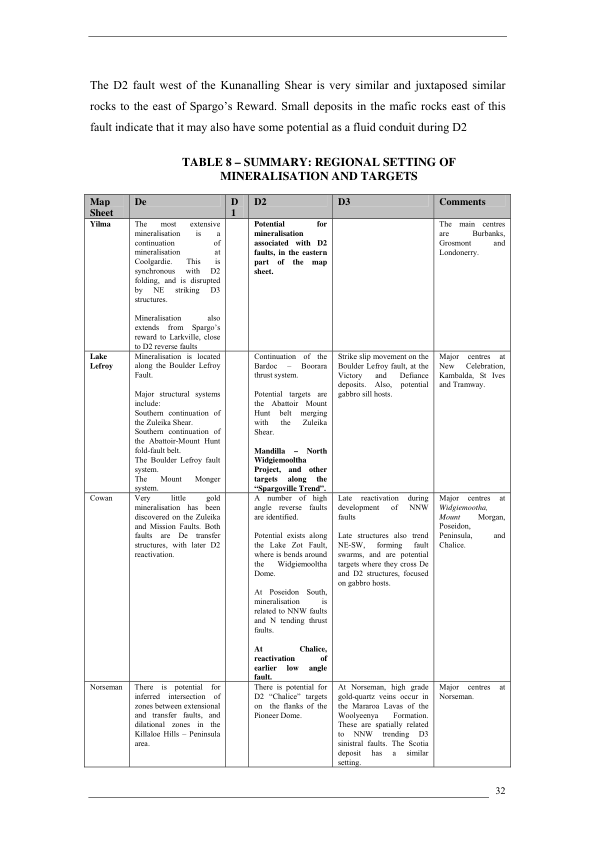 The D2 fault west of the Kunanalling Shear is very similar and juxtaposed similar
rocks to the east of Spargo's Reward. Small deposits in the mafic rocks east of this
fault indicate that it may also have some potential as a fluid conduit during D2
TABLE 8 – SUMMARY: REGIONAL SETTING OF
MINERALISATION AND TARGETS
Map
Sheet
De
D
1
D2
D3
Comments
Yilma
The most extensive
mineralisation is a
continuation of
mineralisation at
Coolgardie. This is
synchronous with D2
folding, and is disrupted
by NE striking D3
structures.
Mineralisation also
extends from Spargo's
reward to Larkville, close
to D2 reverse faults
Potential for
mineralisation
associated with D2
faults, in the eastern
part of the map
sheet.
The main centres
are Burbanks,
Grosmont and
Londonerry.
Lake
Lefroy
Mineralisation is located
along the Boulder Lefroy
Fault.
Major structural systems
include:
Southern continuation of
the Zuleika Shear.
Southern continuation of
the Abattoir-Mount Hunt
fold-fault belt.
The Boulder Lefroy fault
system.
The Mount Monger
system.
Continuation of the
Bardoc – Boorara
thrust system.
Potential targets are
the Abattoir Mount
Hunt belt merging
with the Zuleika
Shear.
Mandilla – North
Widgiemooltha
Project, and other
targets along the
“Spargoville Trend”.
Strike slip movement on the
Boulder Lefroy fault, at the
Victory and Defiance
deposits. Also, potential
gabbro sill hosts.
Major centres at
New Celebration,
Kambalda, St Ives
and Tramway.
Cowan
Very little gold
mineralisation has been
discovered on the Zuleika
and Mission Faults. Both
faults are De transfer
structures, with later D2
reactivation.
A number of high
angle reverse faults
are identified.
Potential exists along
the Lake Zot Fault,
where is bends around
the Widgiemooltha
Dome.
At Poseidon South,
mineralisation is
related to NNW faults
and N tending thrust
faults.
At Chalice,
reactivation of
earlier low angle
fault.
Late reactivation during
development of NNW
faults
Late structures also trend
NE-SW, forming fault
swarms, and are potential
targets where they cross De
and D2 structures, focused
on gabbro hosts.
Major centres at
Widgiemootha,
Mount Morgan,
Poseidon,
Peninsula, and
Chalice.
Norseman
There is potential for
inferred intersection of
zones between extensional
and transfer faults, and
dilational zones in the
Killaloe Hills – Peninsula
area.
There is potential for
D2 “Chalice” targets
on the flanks of the
Pioneer Dome.
At Norseman, high grade
gold-quartz veins occur in
the Mararoa Lavas of the
Woolyeenya Formation.
These are spatially related
to NNW trending D3
sinistral faults. The Scotia
deposit has a similar
setting.
Major centres at
Norseman.
32